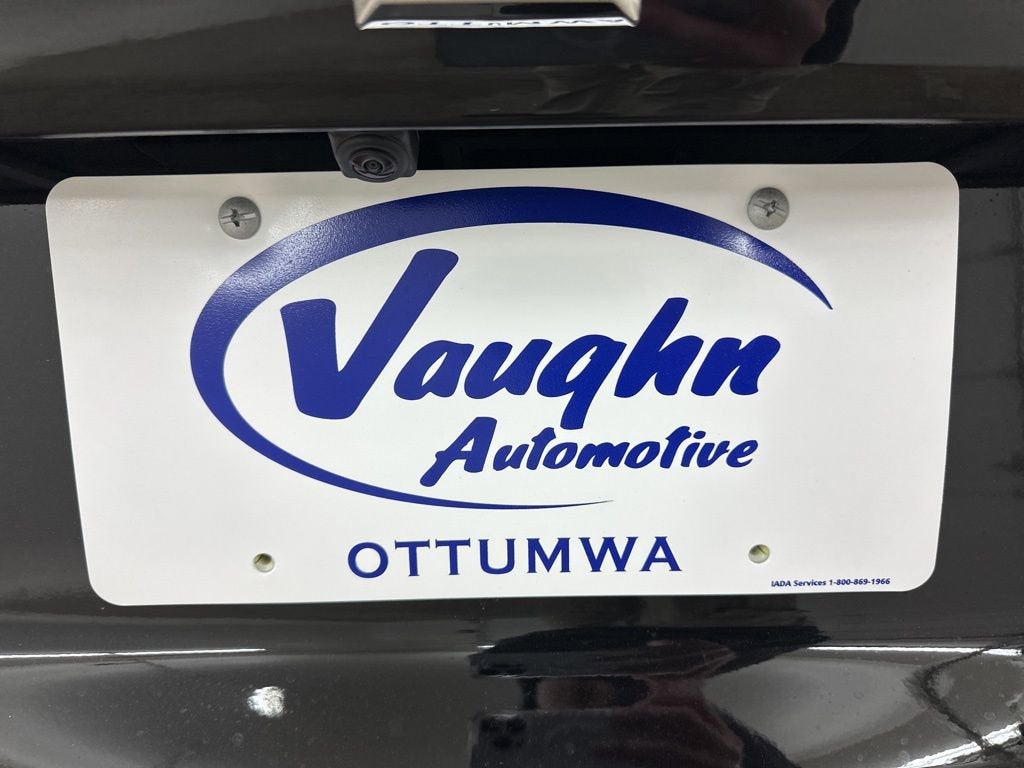 Vaughn
Automotive
OTTUMWA
IADA Services 1-800-869-1966